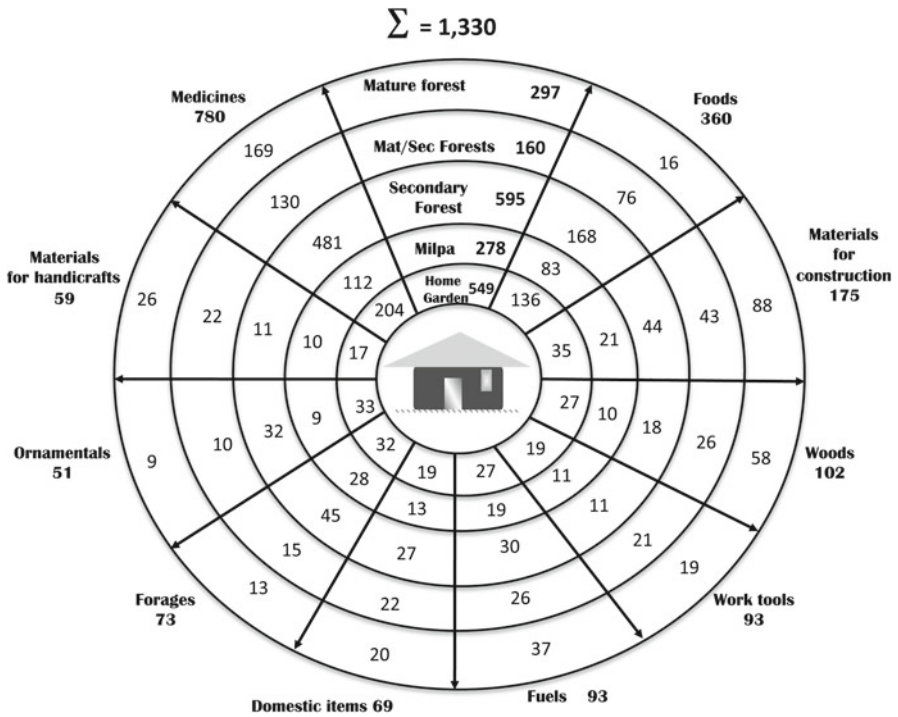 Σ = 1,330
Mature forest 297
Medicines
780
Foods
360
169
16
Mat/Sec Forests 160
130
76
Secondary
Forest 595
481
168
Milpa 278
112
83
Home
Garden 549
204
136
Materials
for handicrafts
59
Materials
for
construction
175
26
22
11
10
17
35
21
44
43
88
Ornamentals
51
9
10
32
9
33
27
10
18
26
58
Woods
102
Forages
73
13
15
45
28
32
19
11
11
21
19
Work tools
93
19
27
13
19
27
30
22
26
20
37
Domestic items 69
Fuels 93